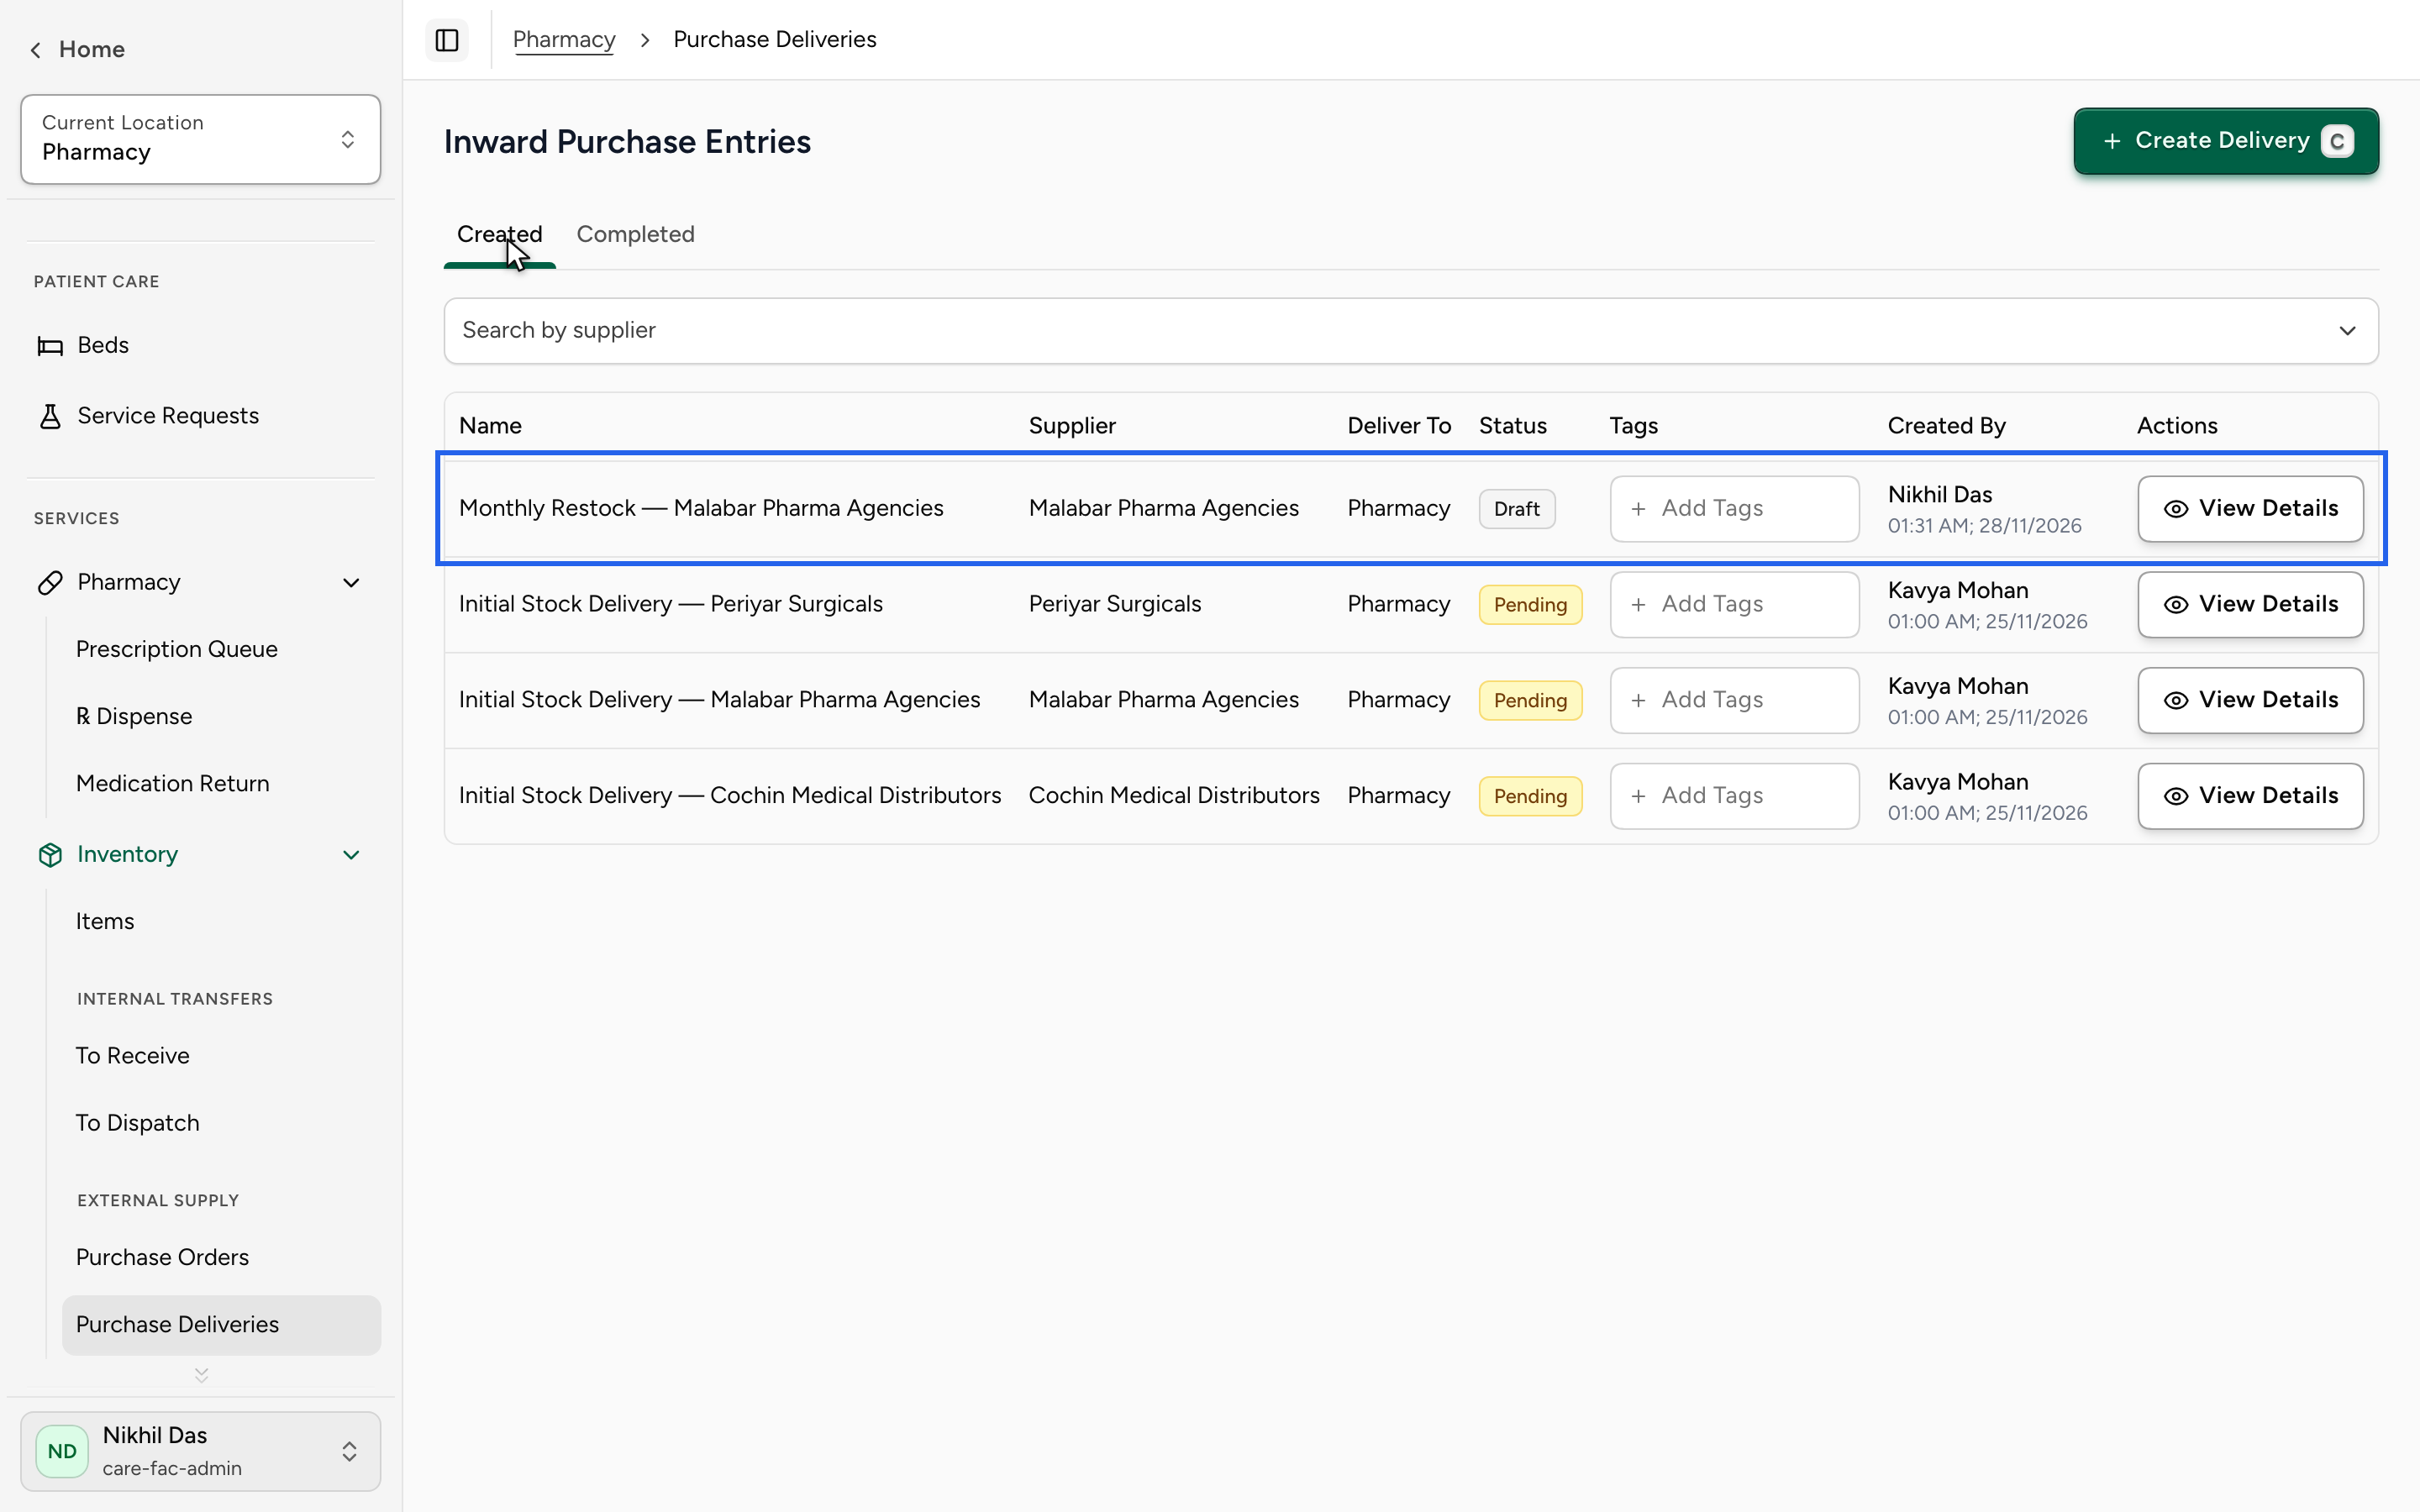 Home
Current Location
Pharmacy
PATIENT CARE
Beds
Service Requests
SERVICES
Pharmacy
Prescription Queue
℞ Dispense
Medication Return
Inventory
Items
INTERNAL TRANSFERS
To Receive
To Dispatch
EXTERNAL SUPPLY
Purchase Orders
Purchase Deliveries
ND
Nikhil Das
care-fac-admin
Pharmacy > Purchase Deliveries
Inward Purchase Entries
+ Create Delivery C
Created Completed
Search by supplier
Name Supplier Deliver To Status Tags Created By Actions
Monthly Restock — Malabar Pharma Agencies Malabar Pharma Agencies Pharmacy Draft + Add Tags Nikhil Das View Details
01:31 AM; 28/11/2026
Initial Stock Delivery — Periyar Surgicals Periyar Surgicals Pharmacy Pending + Add Tags Kavya Mohan View Details
01:00 AM; 25/11/2026
Initial Stock Delivery — Malabar Pharma Agencies Malabar Pharma Agencies Pharmacy Pending + Add Tags Kavya Mohan View Details
01:00 AM; 25/11/2026
Initial Stock Delivery — Cochin Medical Distributors Cochin Medical Distributors Pharmacy Pending + Add Tags Kavya Mohan View Details
01:00 AM; 25/11/2026